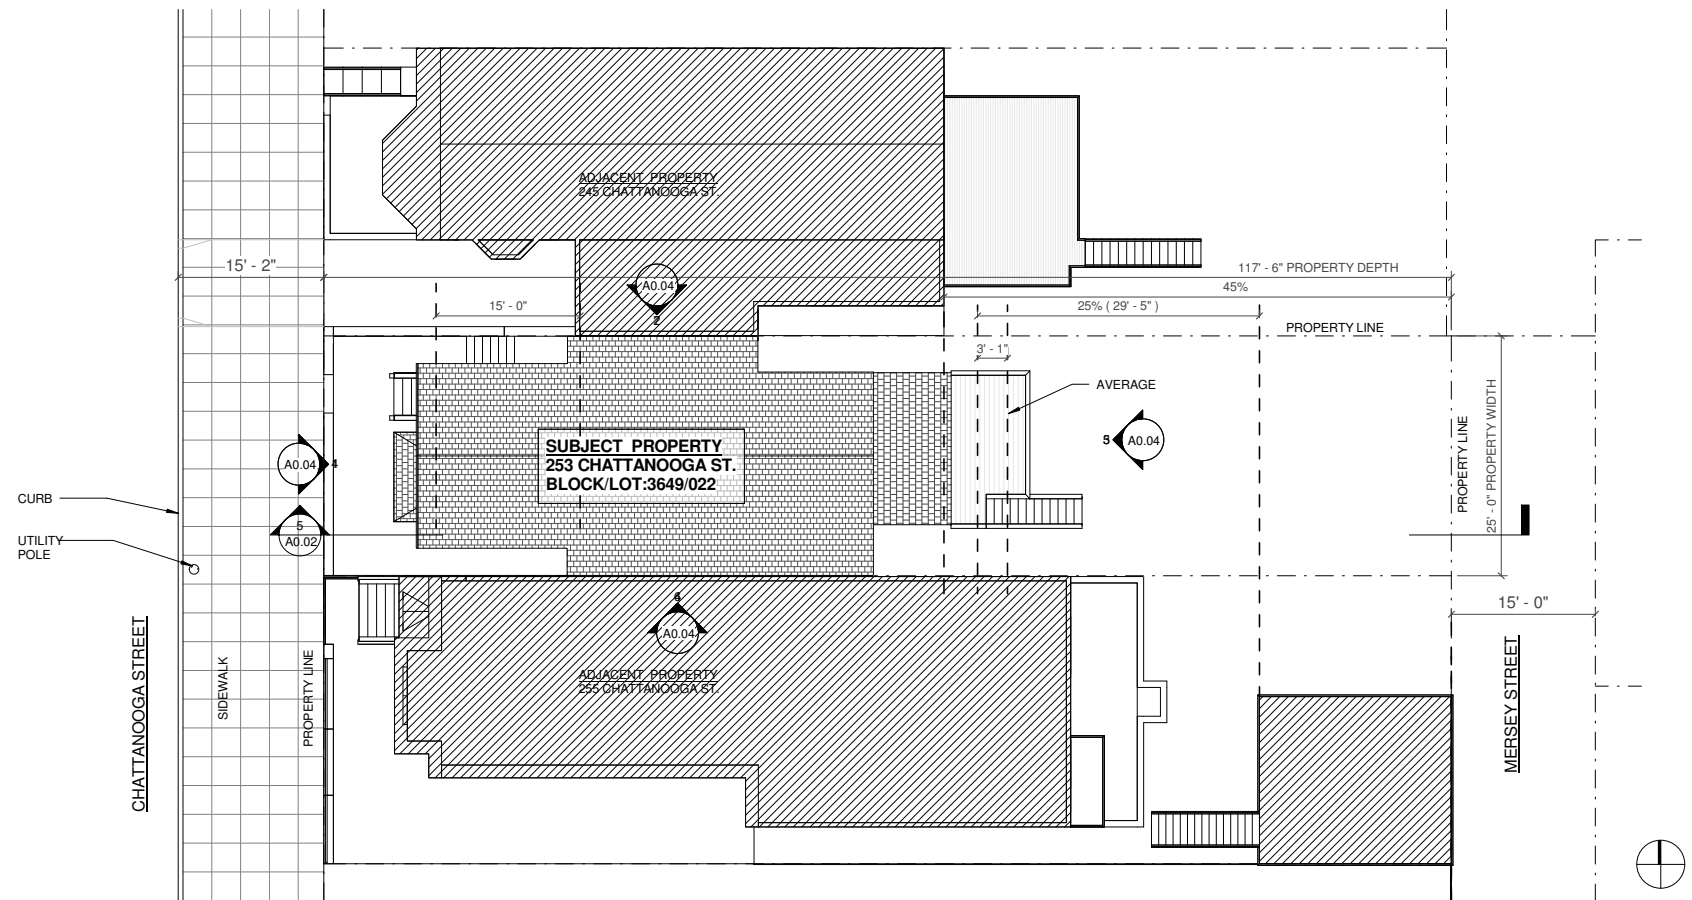 ADJACENT PROPERTY
245 CHATTANOOGA ST.
15' - 2"
A0.04
2
117' - 6" PROPERTY DEPTH
45%
15' - 0"
25% ( 29' - 5" )
PROPERTY LINE
3' - 1"
AVERAGE
25' - 0" PROPERTY WIDTH
PROPERTY LINE
SUBJECT PROPERTY
253 CHATTANOOGA ST.
BLOCK/LOT:3649/022
A0.04
4
A0.04
CURB
5
A0.02
UTILITY
POLE
15' - 0"
A0.04
ADJACENT PROPERTY
255 CHATTANOOGA ST.
CHATTANOOGA STREET
SIDEWALK
PROPERTY LINE
MERSEY STREET